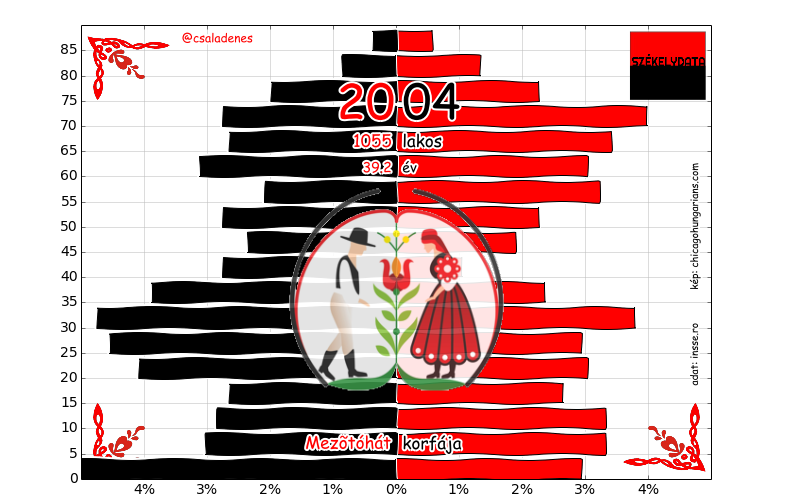 @csaladenes
SZÉKELYDATA
2004
1055 lakos
39.2 év
kép: chicagohungarians.com
adat: insse.ro
Mezőtóhát korfája
85
80
75
70
65
60
55
50
45
40
35
30
25
20
15
10
5
0
4% 3% 2% 1% 0% 1% 2% 3% 4%